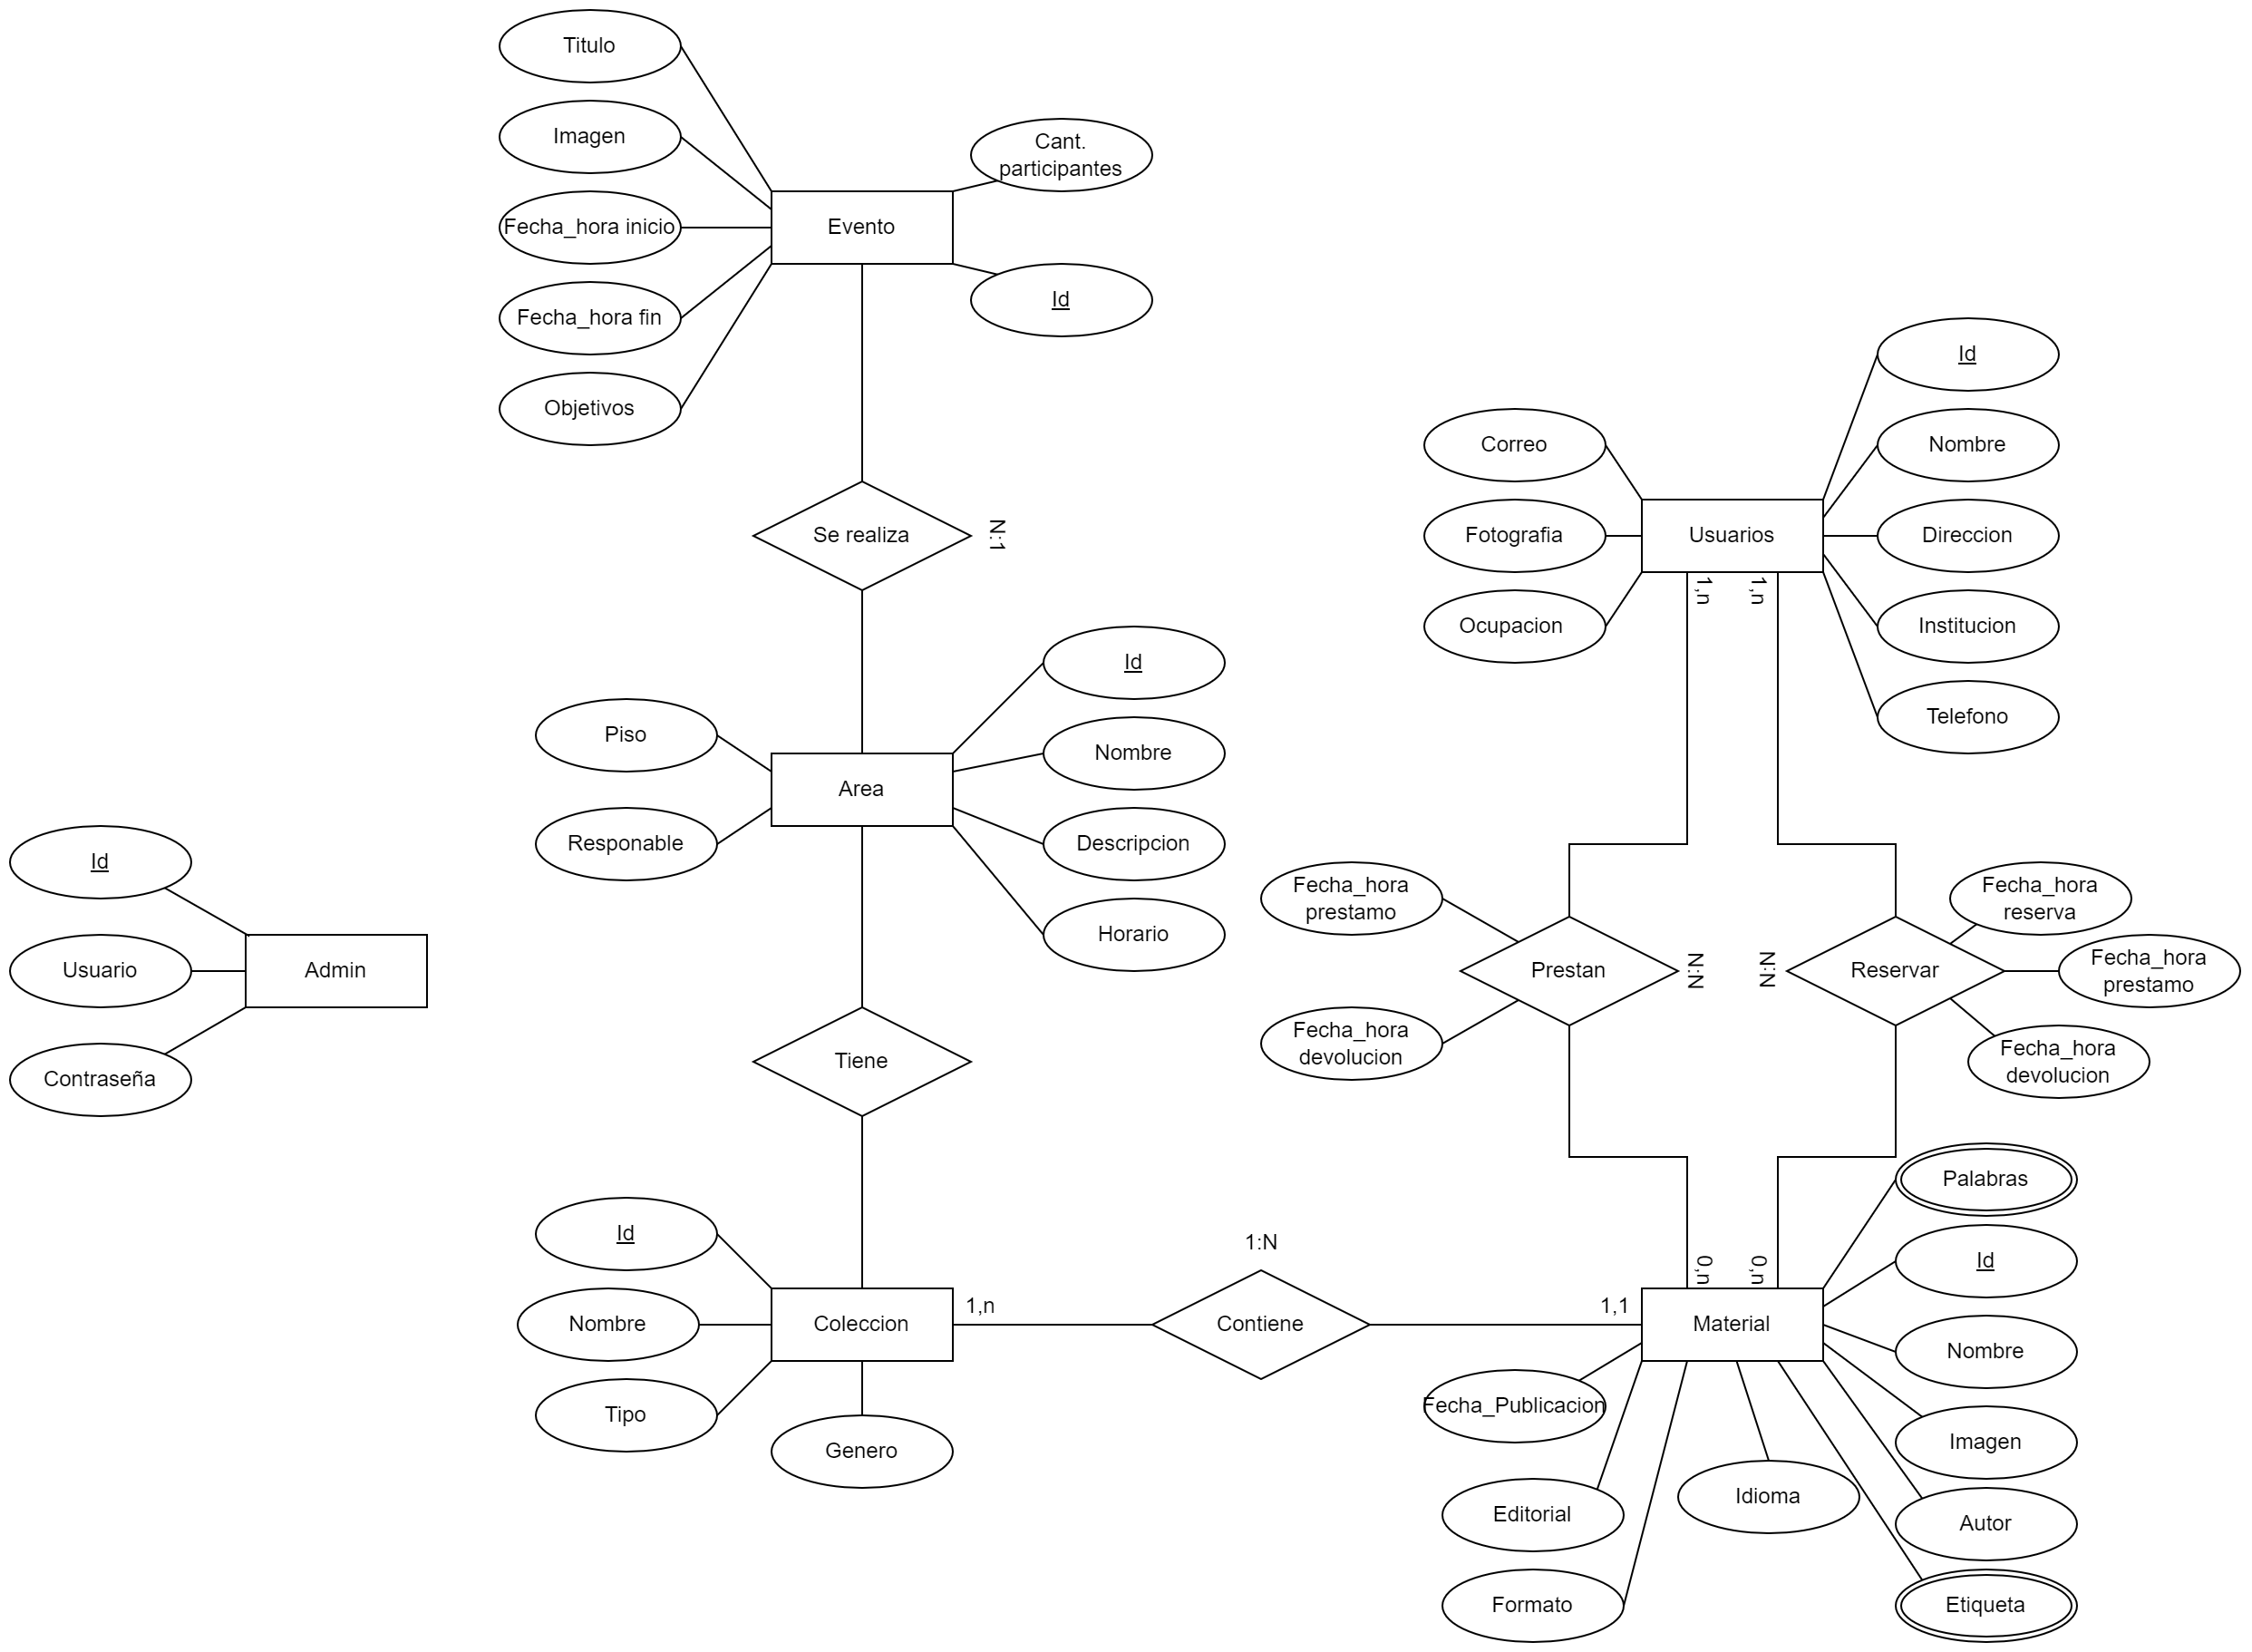 Titulo
Imagen
Fecha_hora inicio
Fecha_hora fin
Objetivos
Evento
Cant.
participantes
Id
Se realiza
N:1
Piso
Responable
Area
Id
Nombre
Descripcion
Horario
Id
Usuario
Contraseña
Admin
Tiene
Id
Nombre
Tipo
Coleccion
Genero
1,n
1:N
Contiene
1,1
Correo
Fotografia
Ocupacion
Usuarios
Id
Nombre
Direccion
Institucion
Telefono
1,n
1,n
Fecha_hora
prestamo
Fecha_hora
devolucion
Prestan
N:N
N:N
Reservar
Fecha_hora
reserva
Fecha_hora
prestamo
Fecha_hora
devolucion
0,n
0,n
Material
Palabras
Id
Nombre
Imagen
Autor
Etiqueta
Fecha_Publicacion
Editorial
Formato
Idioma